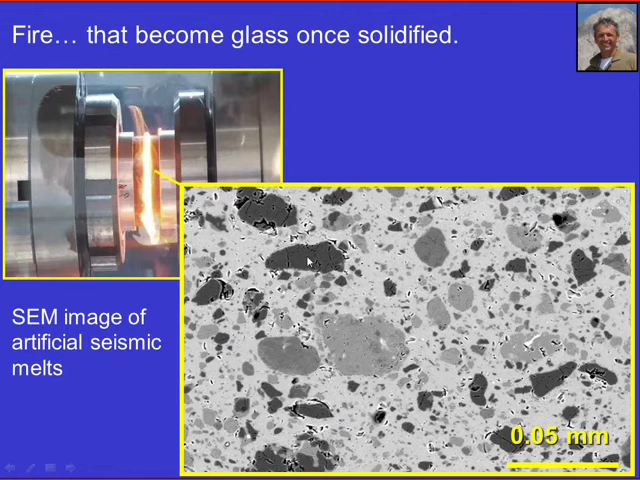 Fire… that become glass once solidified.
SEM image of
artificial seismic
melts
0.05 mm